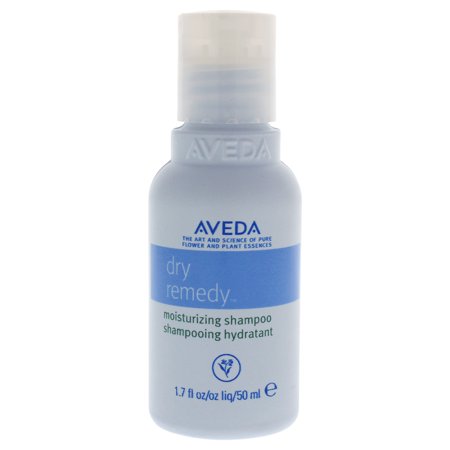 AVEDA
AVEDA
THE ART AND SCIENCE OF PURE
FLOWER AND PLANT ESSENCES
dry
remedy™
moisturizing shampoo
shampooing hydratant
1.7 fl oz/oz liq/50 ml ℮